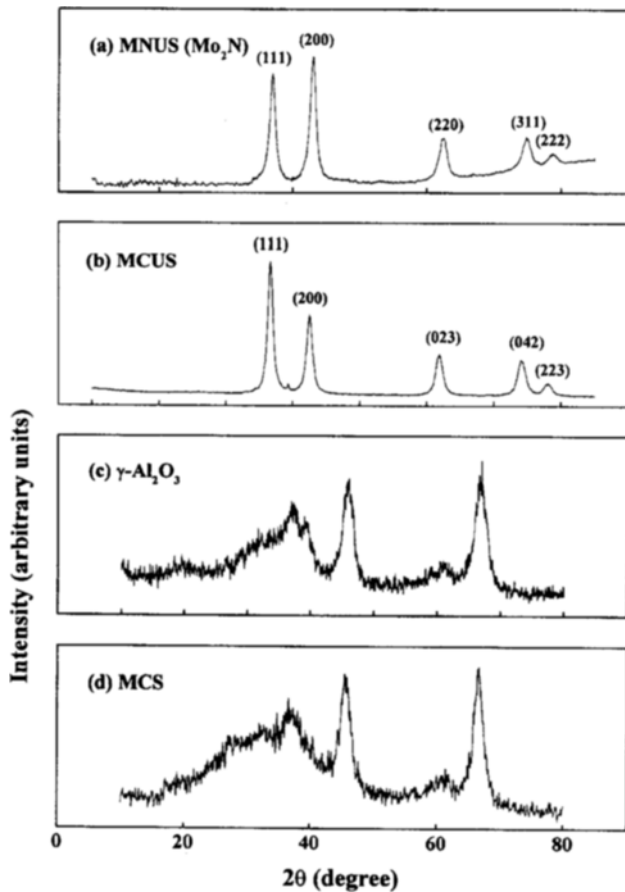 (a) MNUS (Mo₂N)
(111)
(200)
(220)
(311)
(222)
(b) MCUS
(111)
(200)
(023)
(042)
(223)
(c) γ-Al₂O₃
(d) MCS
Intensity (arbitrary units)
0 20 40 60 80
2θ (degree)